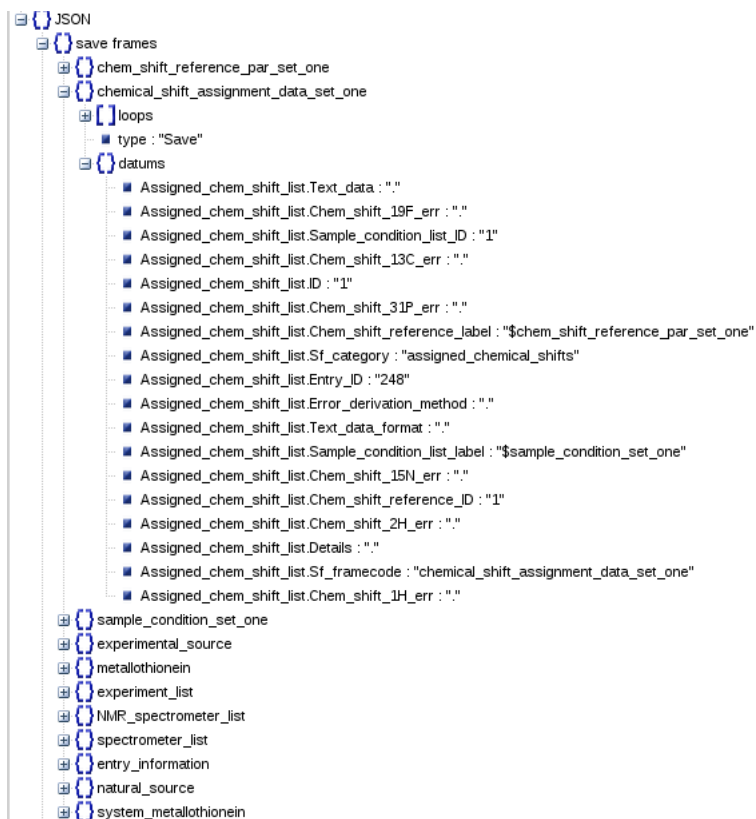 JSON
save frames
chem_shift_reference_par_set_one
chemical_shift_assignment_data_set_one
loops
type : "Save"
datums
Assigned_chem_shift_list.Text_data : "."
Assigned_chem_shift_list.Chem_shift_19F_err : "."
Assigned_chem_shift_list.Sample_condition_list_ID : "1"
Assigned_chem_shift_list.Chem_shift_13C_err : "."
Assigned_chem_shift_list.ID : "1"
Assigned_chem_shift_list.Chem_shift_31P_err : "."
Assigned_chem_shift_list.Chem_shift_reference_label : "$chem_shift_reference_par_set_one"
Assigned_chem_shift_list.Sf_category : "assigned_chemical_shifts"
Assigned_chem_shift_list.Entry_ID : "248"
Assigned_chem_shift_list.Error_derivation_method : "."
Assigned_chem_shift_list.Text_data_format : "."
Assigned_chem_shift_list.Sample_condition_list_label : "$sample_condition_set_one"
Assigned_chem_shift_list.Chem_shift_15N_err : "."
Assigned_chem_shift_list.Chem_shift_reference_ID : "1"
Assigned_chem_shift_list.Chem_shift_2H_err : "."
Assigned_chem_shift_list.Details : "."
Assigned_chem_shift_list.Sf_framecode : "chemical_shift_assignment_data_set_one"
Assigned_chem_shift_list.Chem_shift_1H_err : "."
sample_condition_set_one
experimental_source
metallothionein
experiment_list
NMR_spectrometer_list
spectrometer_list
entry_information
natural_source
system_metallothionein